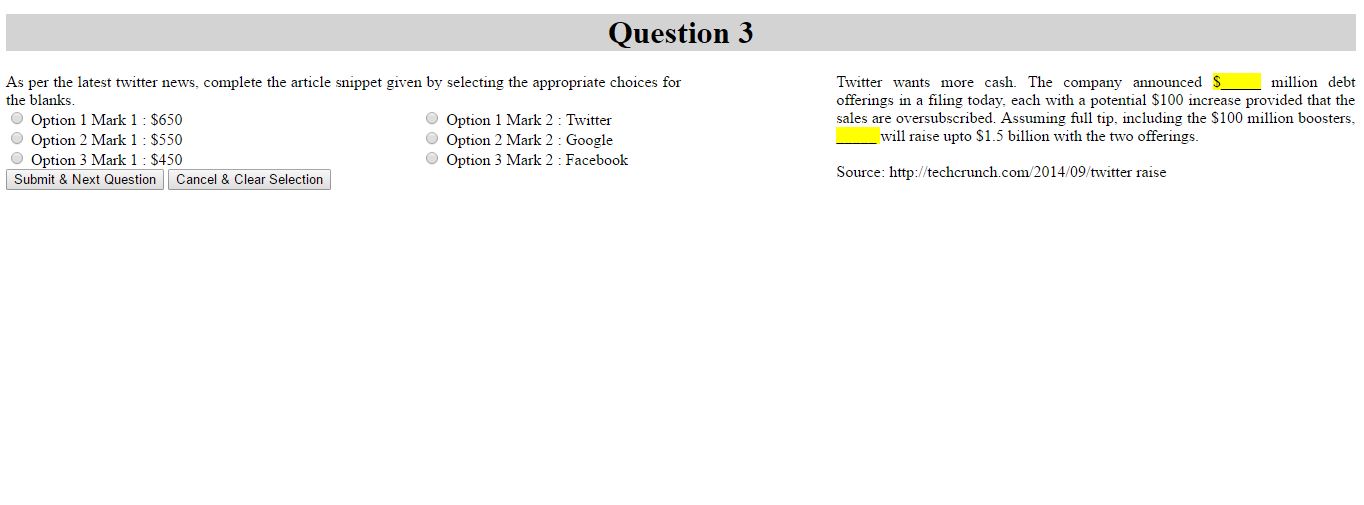 Question 3
As per the latest twitter news, complete the article snippet given by selecting the appropriate choices for
the blanks.
Option 1 Mark 1 : $650
Option 2 Mark 1 : $550
Option 3 Mark 1 : $450
Option 1 Mark 2 : Twitter
Option 2 Mark 2 : Google
Option 3 Mark 2 : Facebook
Submit & Next Question
Cancel & Clear Selection
Twitter wants more cash. The company announced $_____ million debt
offerings in a filing today, each with a potential $100 increase provided that the
sales are oversubscribed. Assuming full tip, including the $100 million boosters,
_____ will raise upto $1.5 billion with the two offerings.
Source: http://techcrunch.com/2014/09/twitter raise